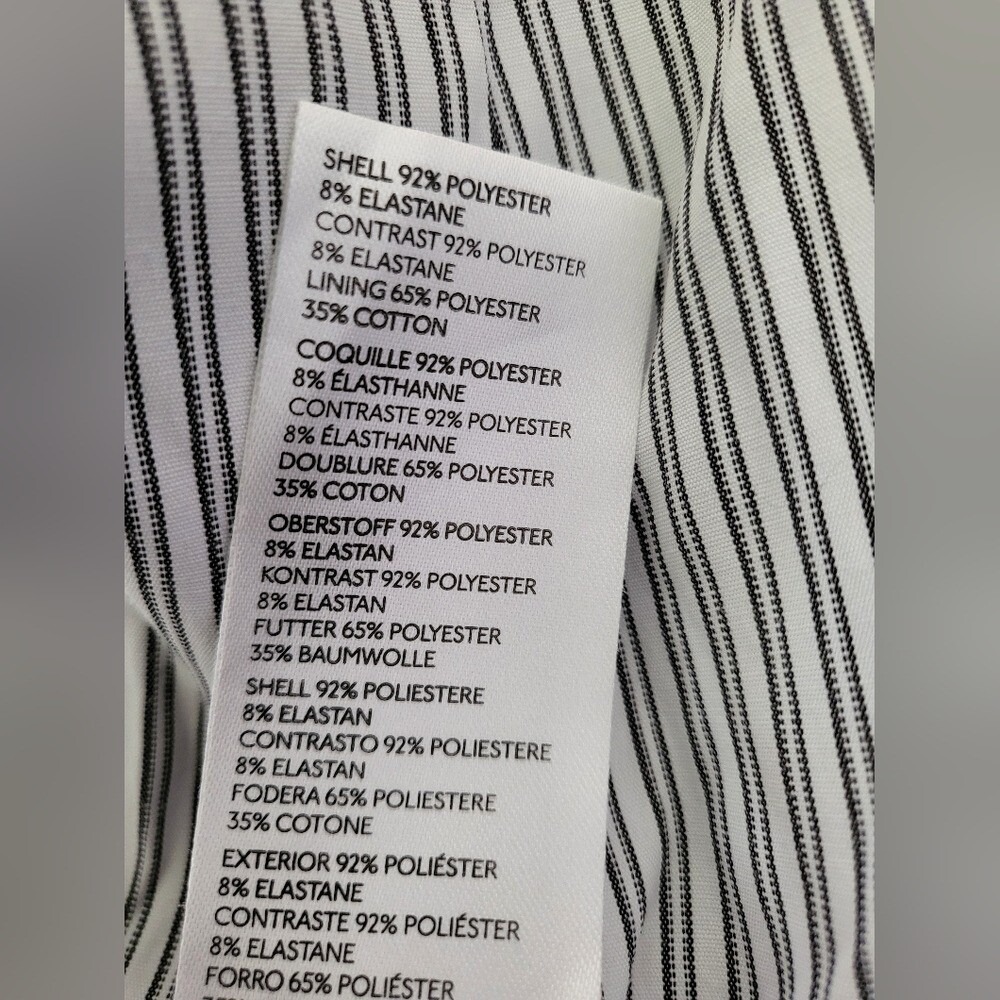 SHELL 92% POLYESTER
8% ELASTANE
CONTRAST 92% POLYESTER
8% ELASTANE
LINING 65% POLYESTER
35% COTTON
COQUILLE 92% POLYESTER
8% ÉLASTHANNE
CONTRASTE 92% POLYESTER
8% ÉLASTHANNE
DOUBLURE 65% POLYESTER
35% COTON
OBERSTOFF 92% POLYESTER
8% ELASTAN
KONTRAST 92% POLYESTER
8% ELASTAN
FUTTER 65% POLYESTER
35% BAUMWOLLE
SHELL 92% POLIESTERE
8% ELASTAN
CONTRASTO 92% POLIESTERE
8% ELASTAN
FODERA 65% POLIESTERE
35% COTONE
EXTERIOR 92% POLIÉSTER
8% ELASTANE
CONTRASTE 92% POLIÉSTER
8% ELASTANE
FORRO 65% POLIÉSTER